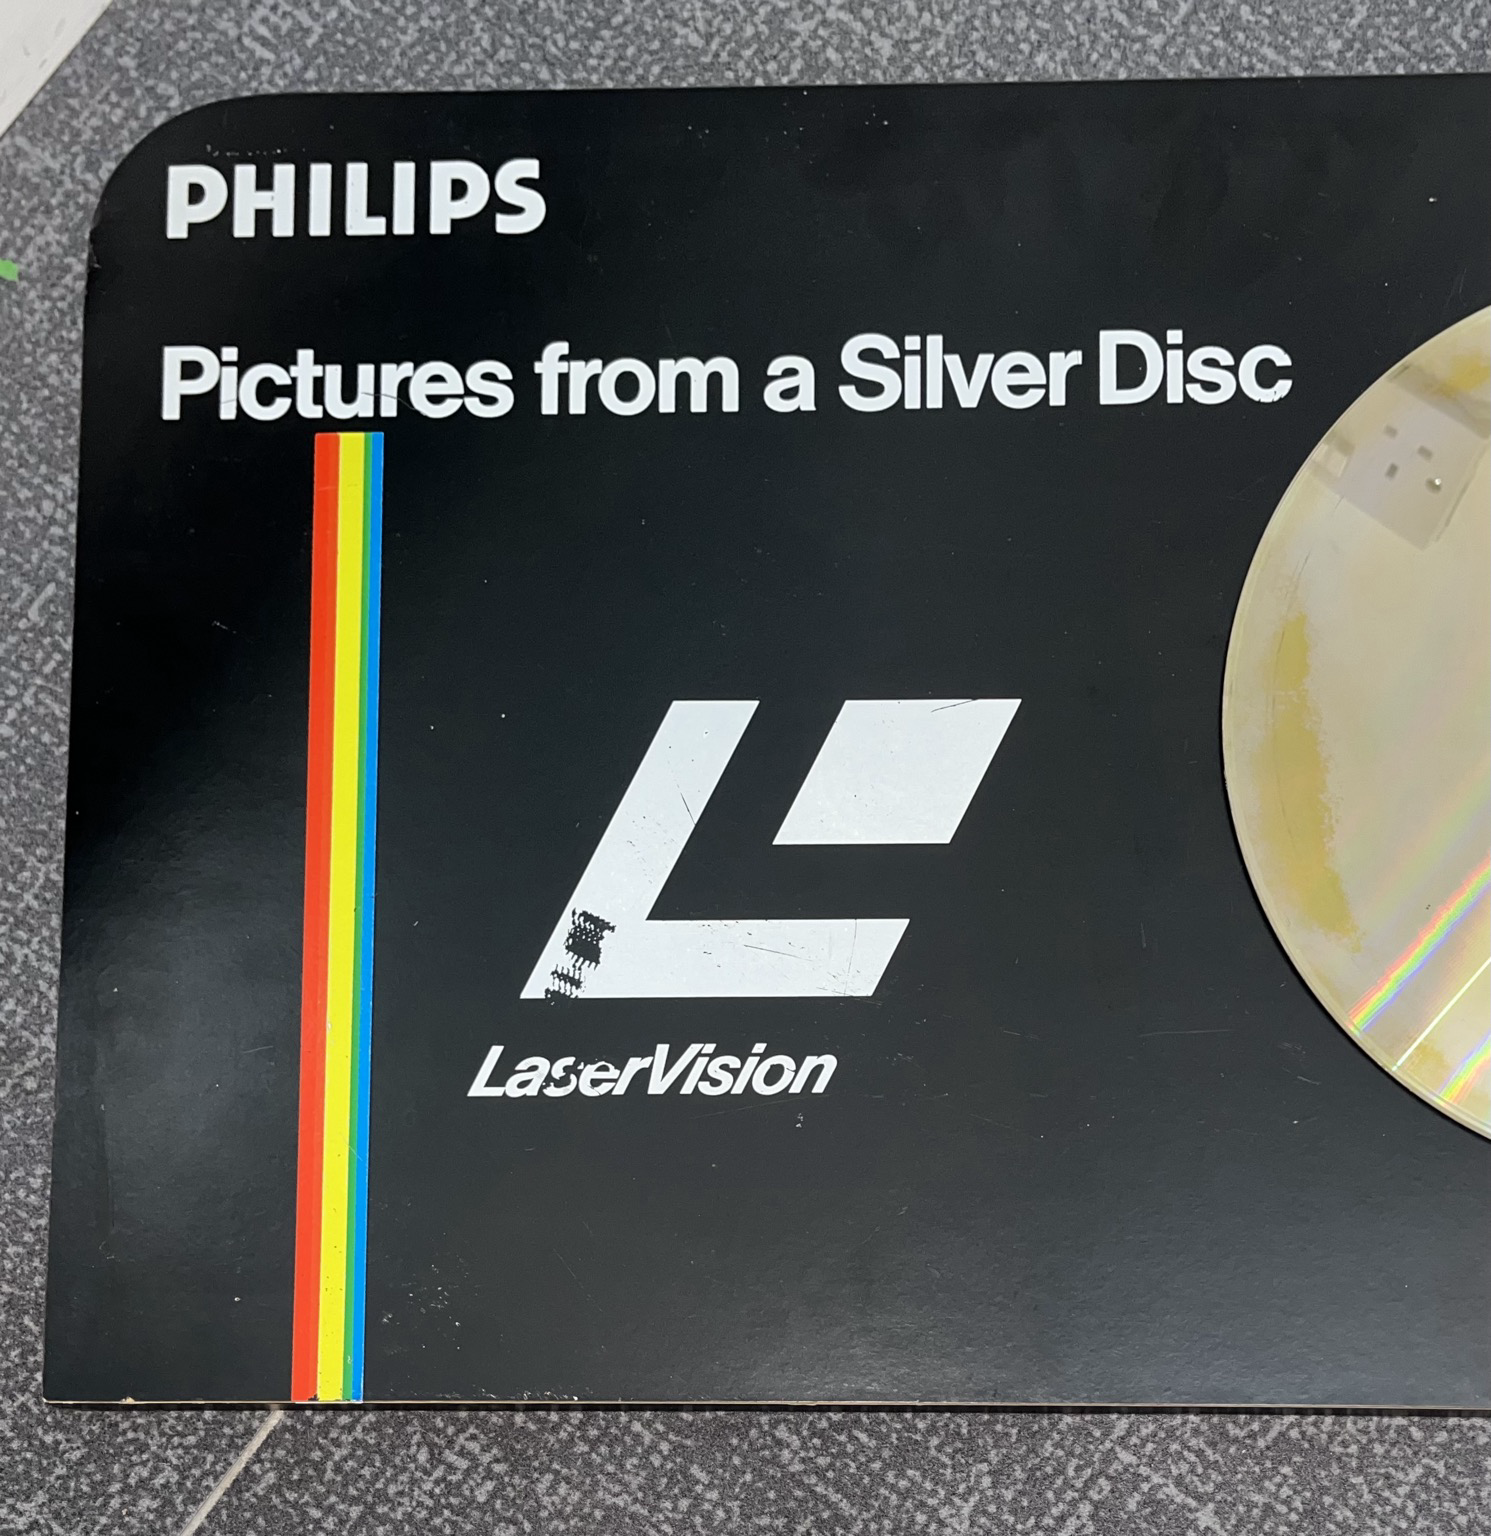 PHILIPS
Pictures from a Silver Disc
LaserVision